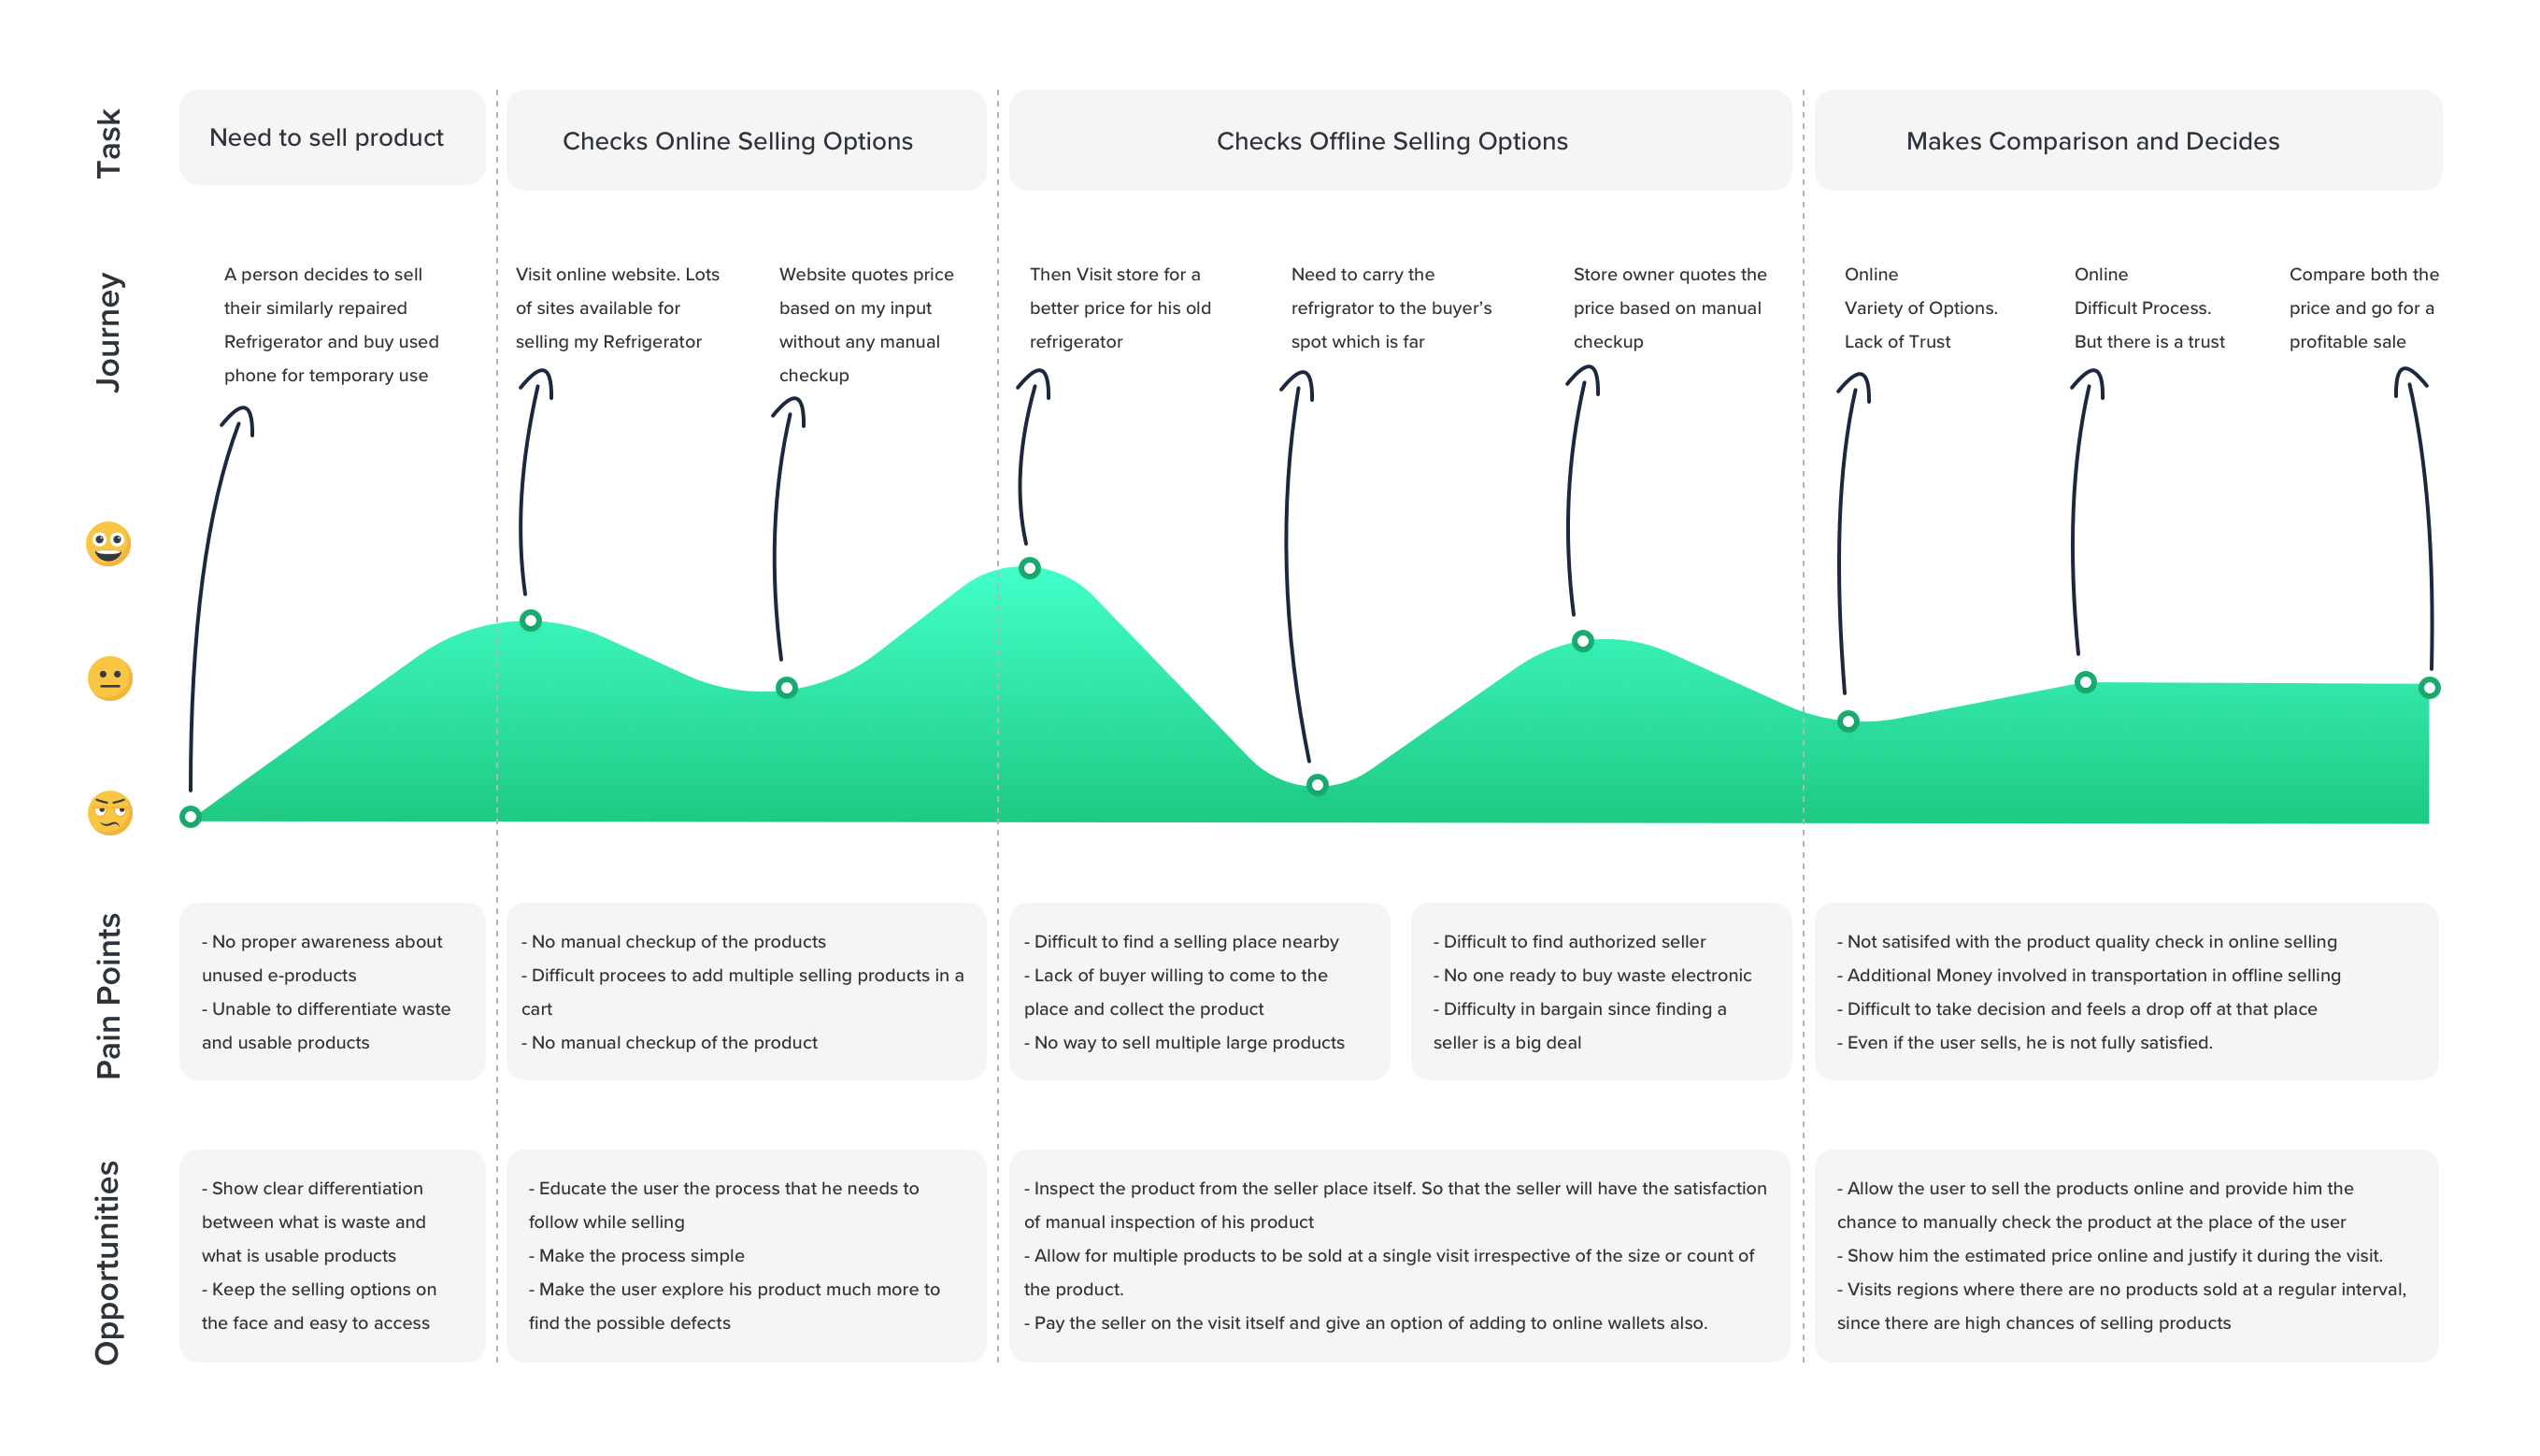 Task
Need to sell product
Checks Online Selling Options
Checks Offline Selling Options
Makes Comparison and Decides
Journey
A person decides to sell
their similarly repaired
Refrigerator and buy used
phone for temporary use
Visit online website. Lots
of sites available for
selling my Refrigerator
Website quotes price
based on my input
without any manual
checkup
Then Visit store for a
better price for his old
refrigerator
Need to carry the
refrigrator to the buyer's
spot which is far
Store owner quotes the
price based on manual
checkup
Online
Variety of Options.
Lack of Trust
Online
Difficult Process.
But there is a trust
Compare both the
price and go for a
profitable sale
Pain Points
- No proper awareness about
unused e-products
- Unable to differentiate waste
and usable products
- No manual checkup of the products
- Difficult procees to add multiple selling products in a
cart
- No manual checkup of the product
- Difficult to find a selling place nearby
- Lack of buyer willing to come to the
place and collect the product
- No way to sell multiple large products
- Difficult to find authorized seller
- No one ready to buy waste electronic
- Difficulty in bargain since finding a
seller is a big deal
- Not satisifed with the product quality check in online selling
- Additional Money involved in transportation in offline selling
- Difficult to take decision and feels a drop off at that place
- Even if the user sells, he is not fully satisfied.
Opportunities
- Show clear differentiation
between what is waste and
what is usable products
- Keep the selling options on
the face and easy to access
- Educate the user the process that he needs to
follow while selling
- Make the process simple
- Make the user explore his product much more to
find the possible defects
- Inspect the product from the seller place itself. So that the seller will have the satisfaction
of manual inspection of his product
- Allow for multiple products to be sold at a single visit irrespective of the size or count of
the product.
- Pay the seller on the visit itself and give an option of adding to online wallets also.
- Allow the user to sell the products online and provide him the
chance to manually check the product at the place of the user
- Show him the estimated price online and justify it during the visit.
- Visits regions where there are no products sold at a regular interval,
since there are high chances of selling products